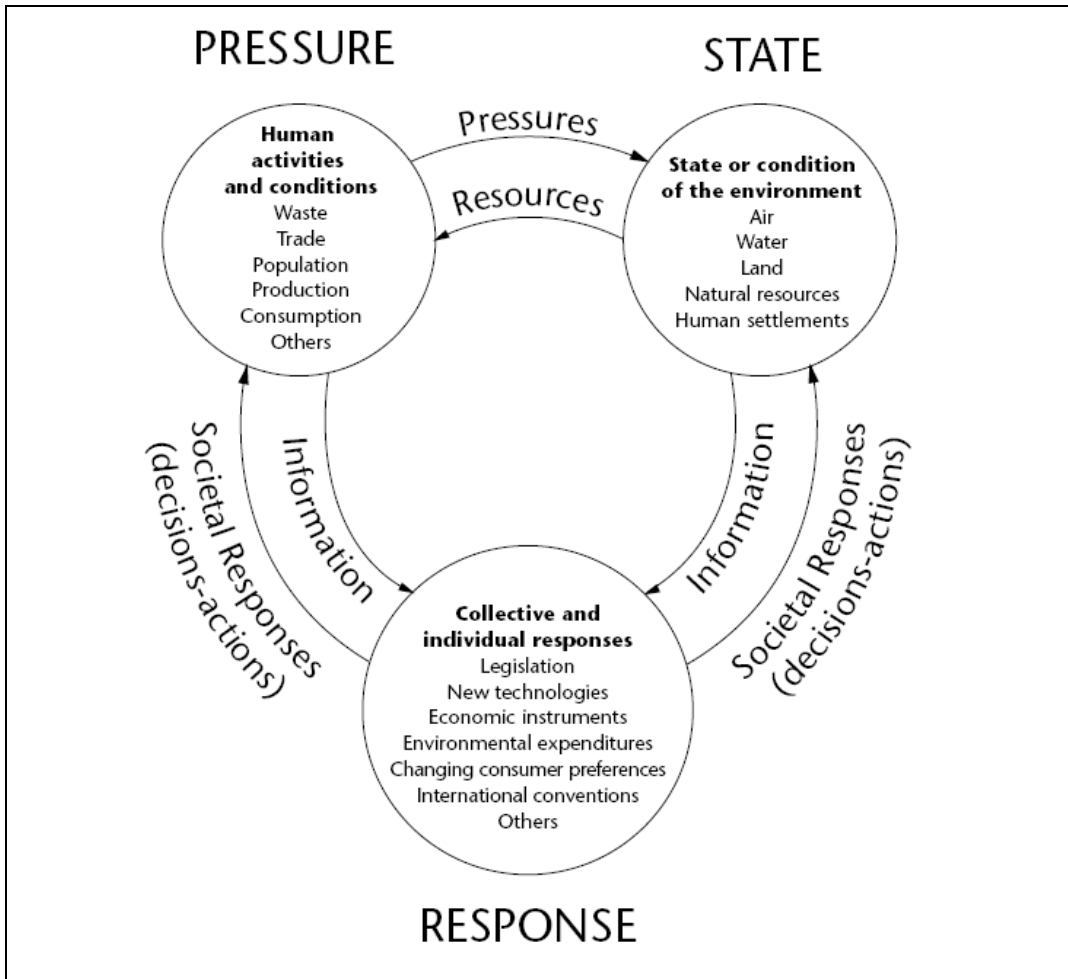 PRESSURE
STATE
Human
activities
and conditions
Waste
Trade
Population
Production
Consumption
Others
Pressures
Resources
State or condition
of the environment
Air
Water
Land
Natural resources
Human settlements
Societal Responses
(decisions-actions)
Information
Information
Societal Responses
(decisions-actions)
Collective and
individual responses
Legislation
New technologies
Economic instruments
Environmental expenditures
Changing consumer preferences
International conventions
Others
RESPONSE